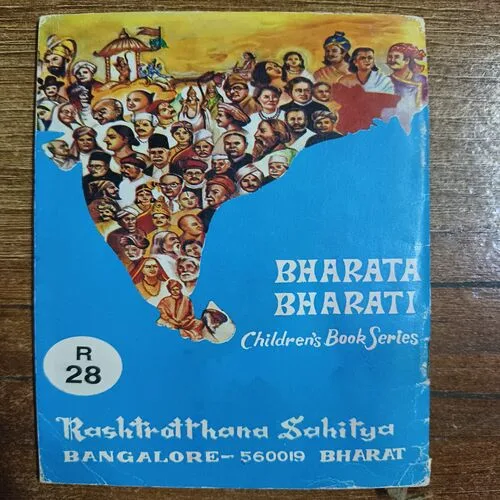 BHARATA
BHARATI
Children's Book Series
R
28
Rashtrotthana Sahitya
BANGALORE- 560019 BHARAT